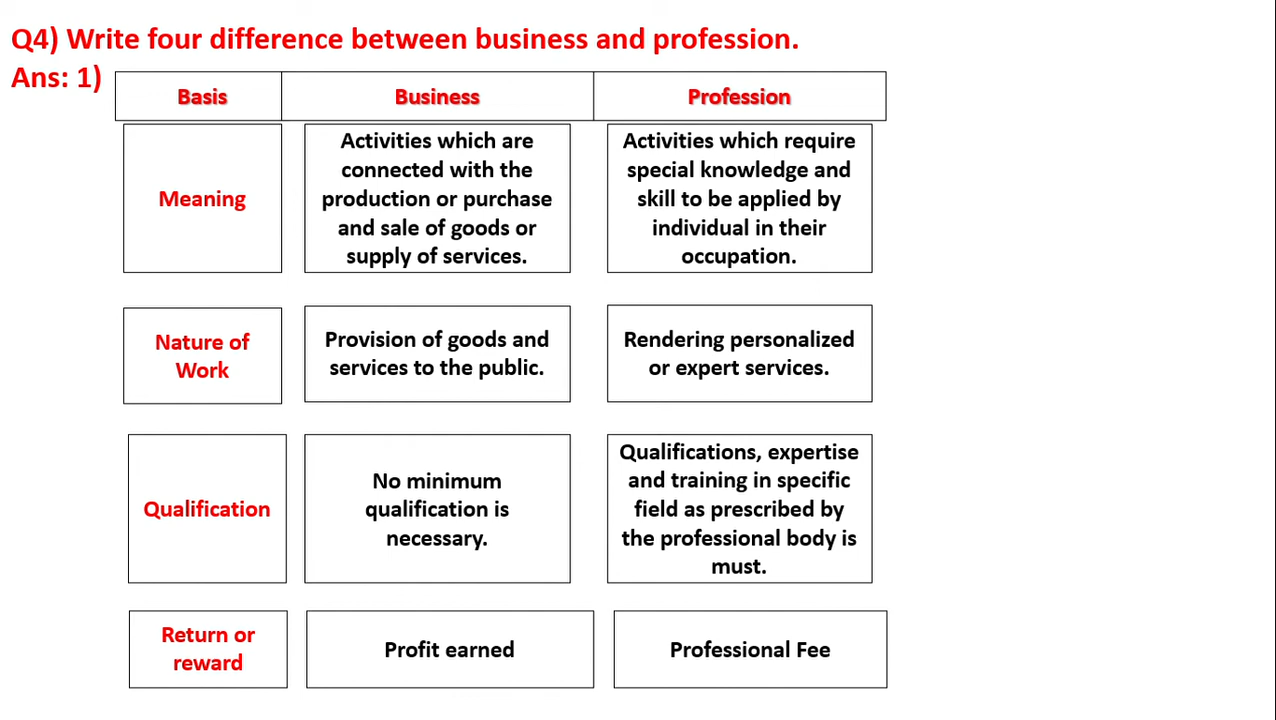 Q4) Write four difference between business and profession.
Ans: 1)
Basis Business Profession
Meaning
Activities which are
connected with the
production or purchase
and sale of goods or
supply of services.
Activities which require
special knowledge and
skill to be applied by
individual in their
occupation.
Nature of
Work
Provision of goods and
services to the public.
Rendering personalized
or expert services.
Qualification
No minimum
qualification is
necessary.
Qualifications, expertise
and training in specific
field as prescribed by
the professional body is
must.
Return or
reward
Profit earned
Professional Fee